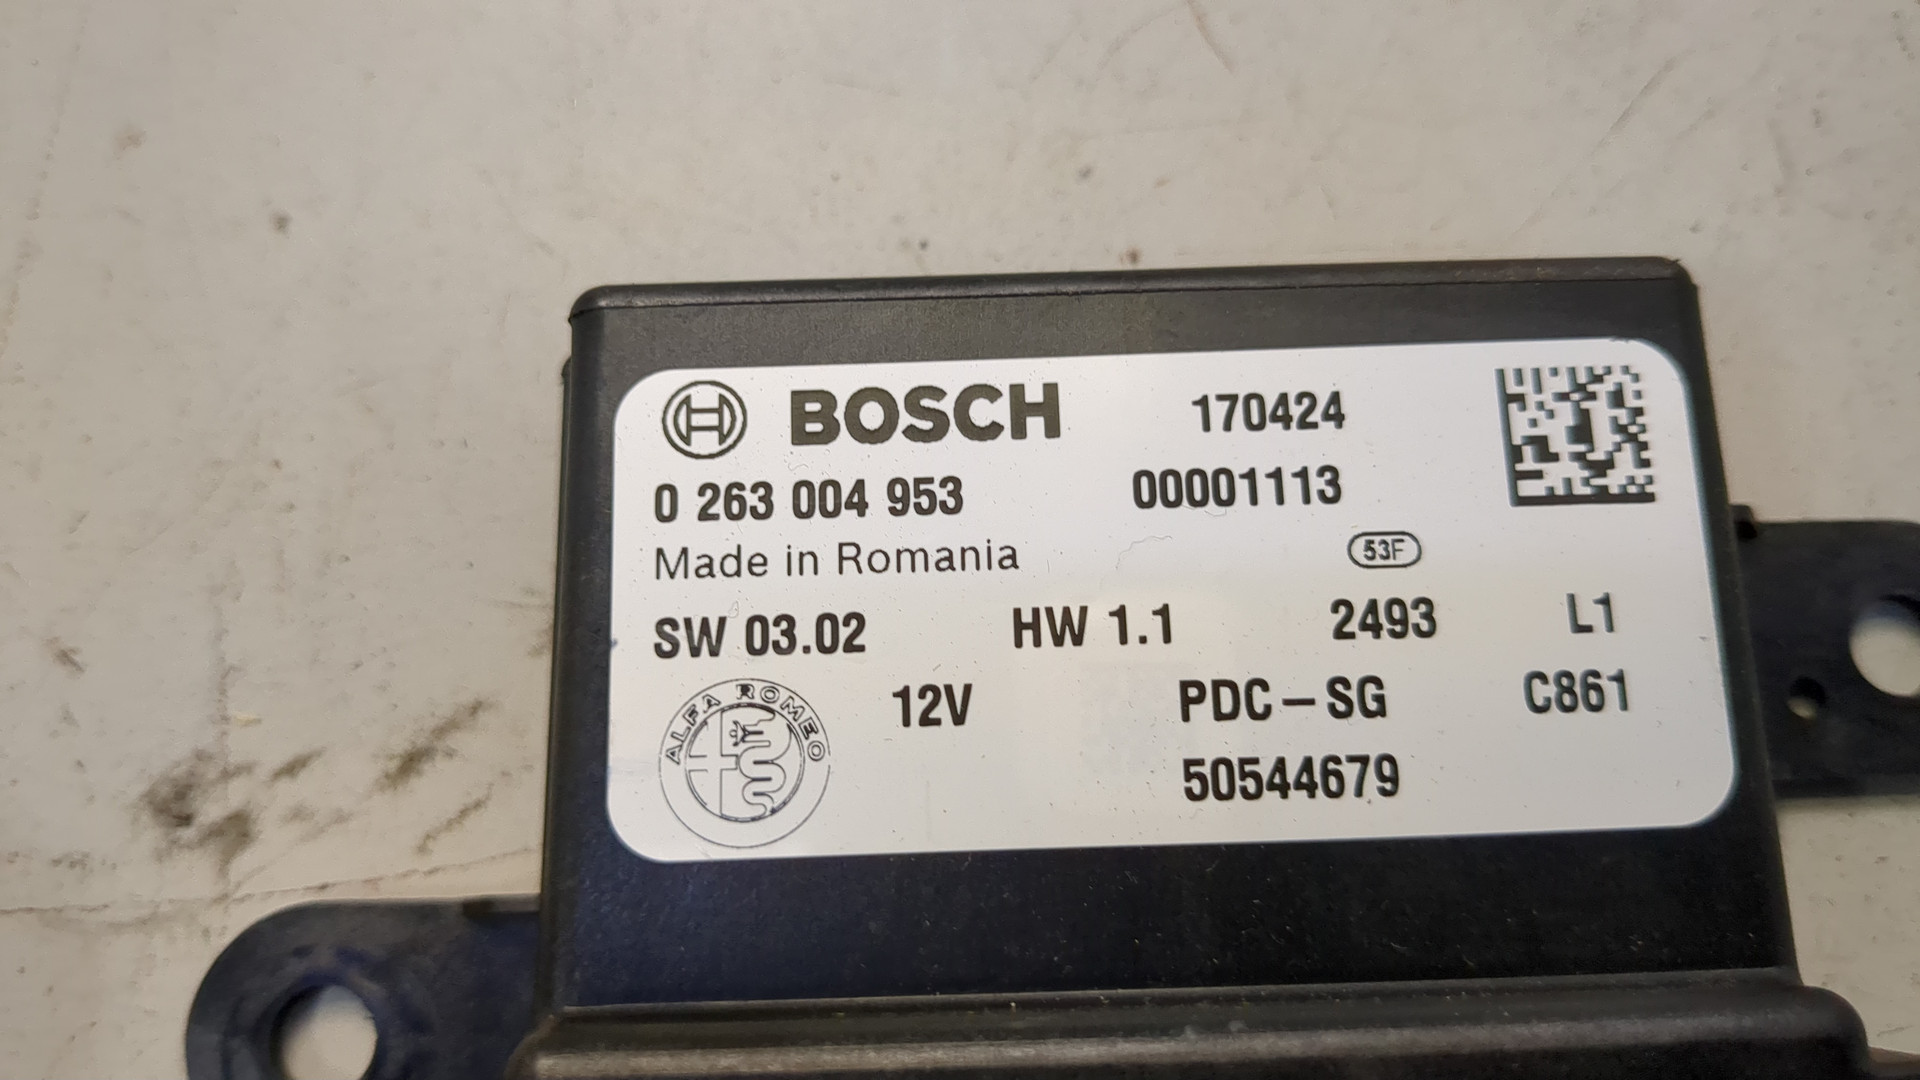 BOSCH 170424
0 263 004 953 00001113
Made in Romania 53F
SW 03.02 HW 1.1 2493 L1
12V PDC-SG C861
ALFA ROMEO
50544679